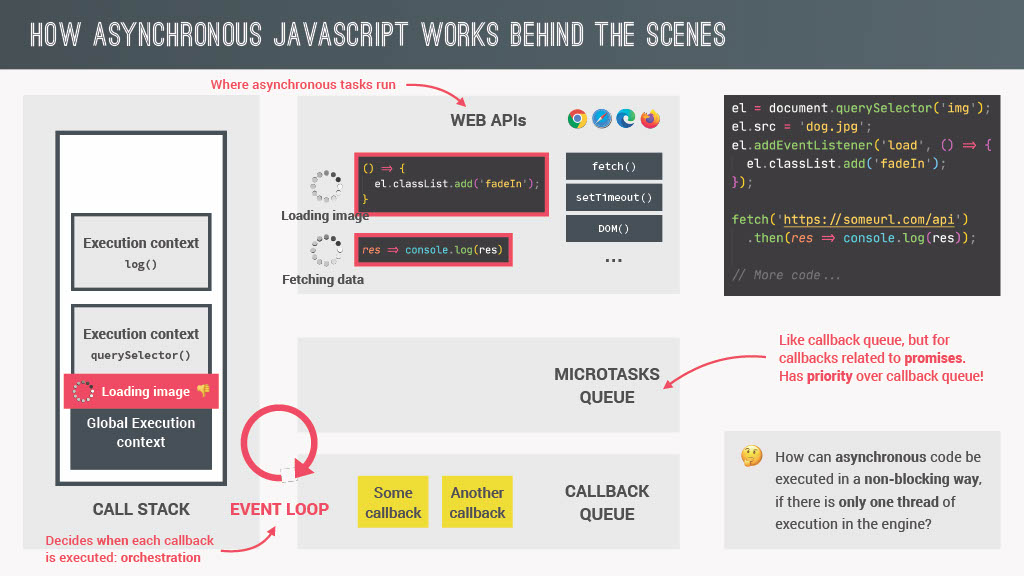 HOW ASYNCHRONOUS JAVASCRIPT WORKS BEHIND THE SCENES
Where asynchronous tasks run
WEB APIs
() => {
el.classList.add('fadeIn');
}
Loading image
res => console.log(res)
Fetching data
fetch()
setTimeout()
DOM()
...
el = document.querySelector('img');
el.src = 'dog.jpg';
el.addEventListener('load', () => {
el.classList.add('fadeIn');
});
fetch('https://someurl.com/api')
.then(res => console.log(res));
// More code...
Execution context
log()
Execution context
querySelector()
Loading image 👎
Global Execution
context
CALL STACK
EVENT LOOP
Decides when each callback
is executed: orchestration
MICROTASKS
QUEUE
Like callback queue, but for
callbacks related to promises.
Has priority over callback queue!
Some
callback
Another
callback
CALLBACK
QUEUE
🤔 How can asynchronous code be
executed in a non-blocking way,
if there is only one thread of
execution in the engine?